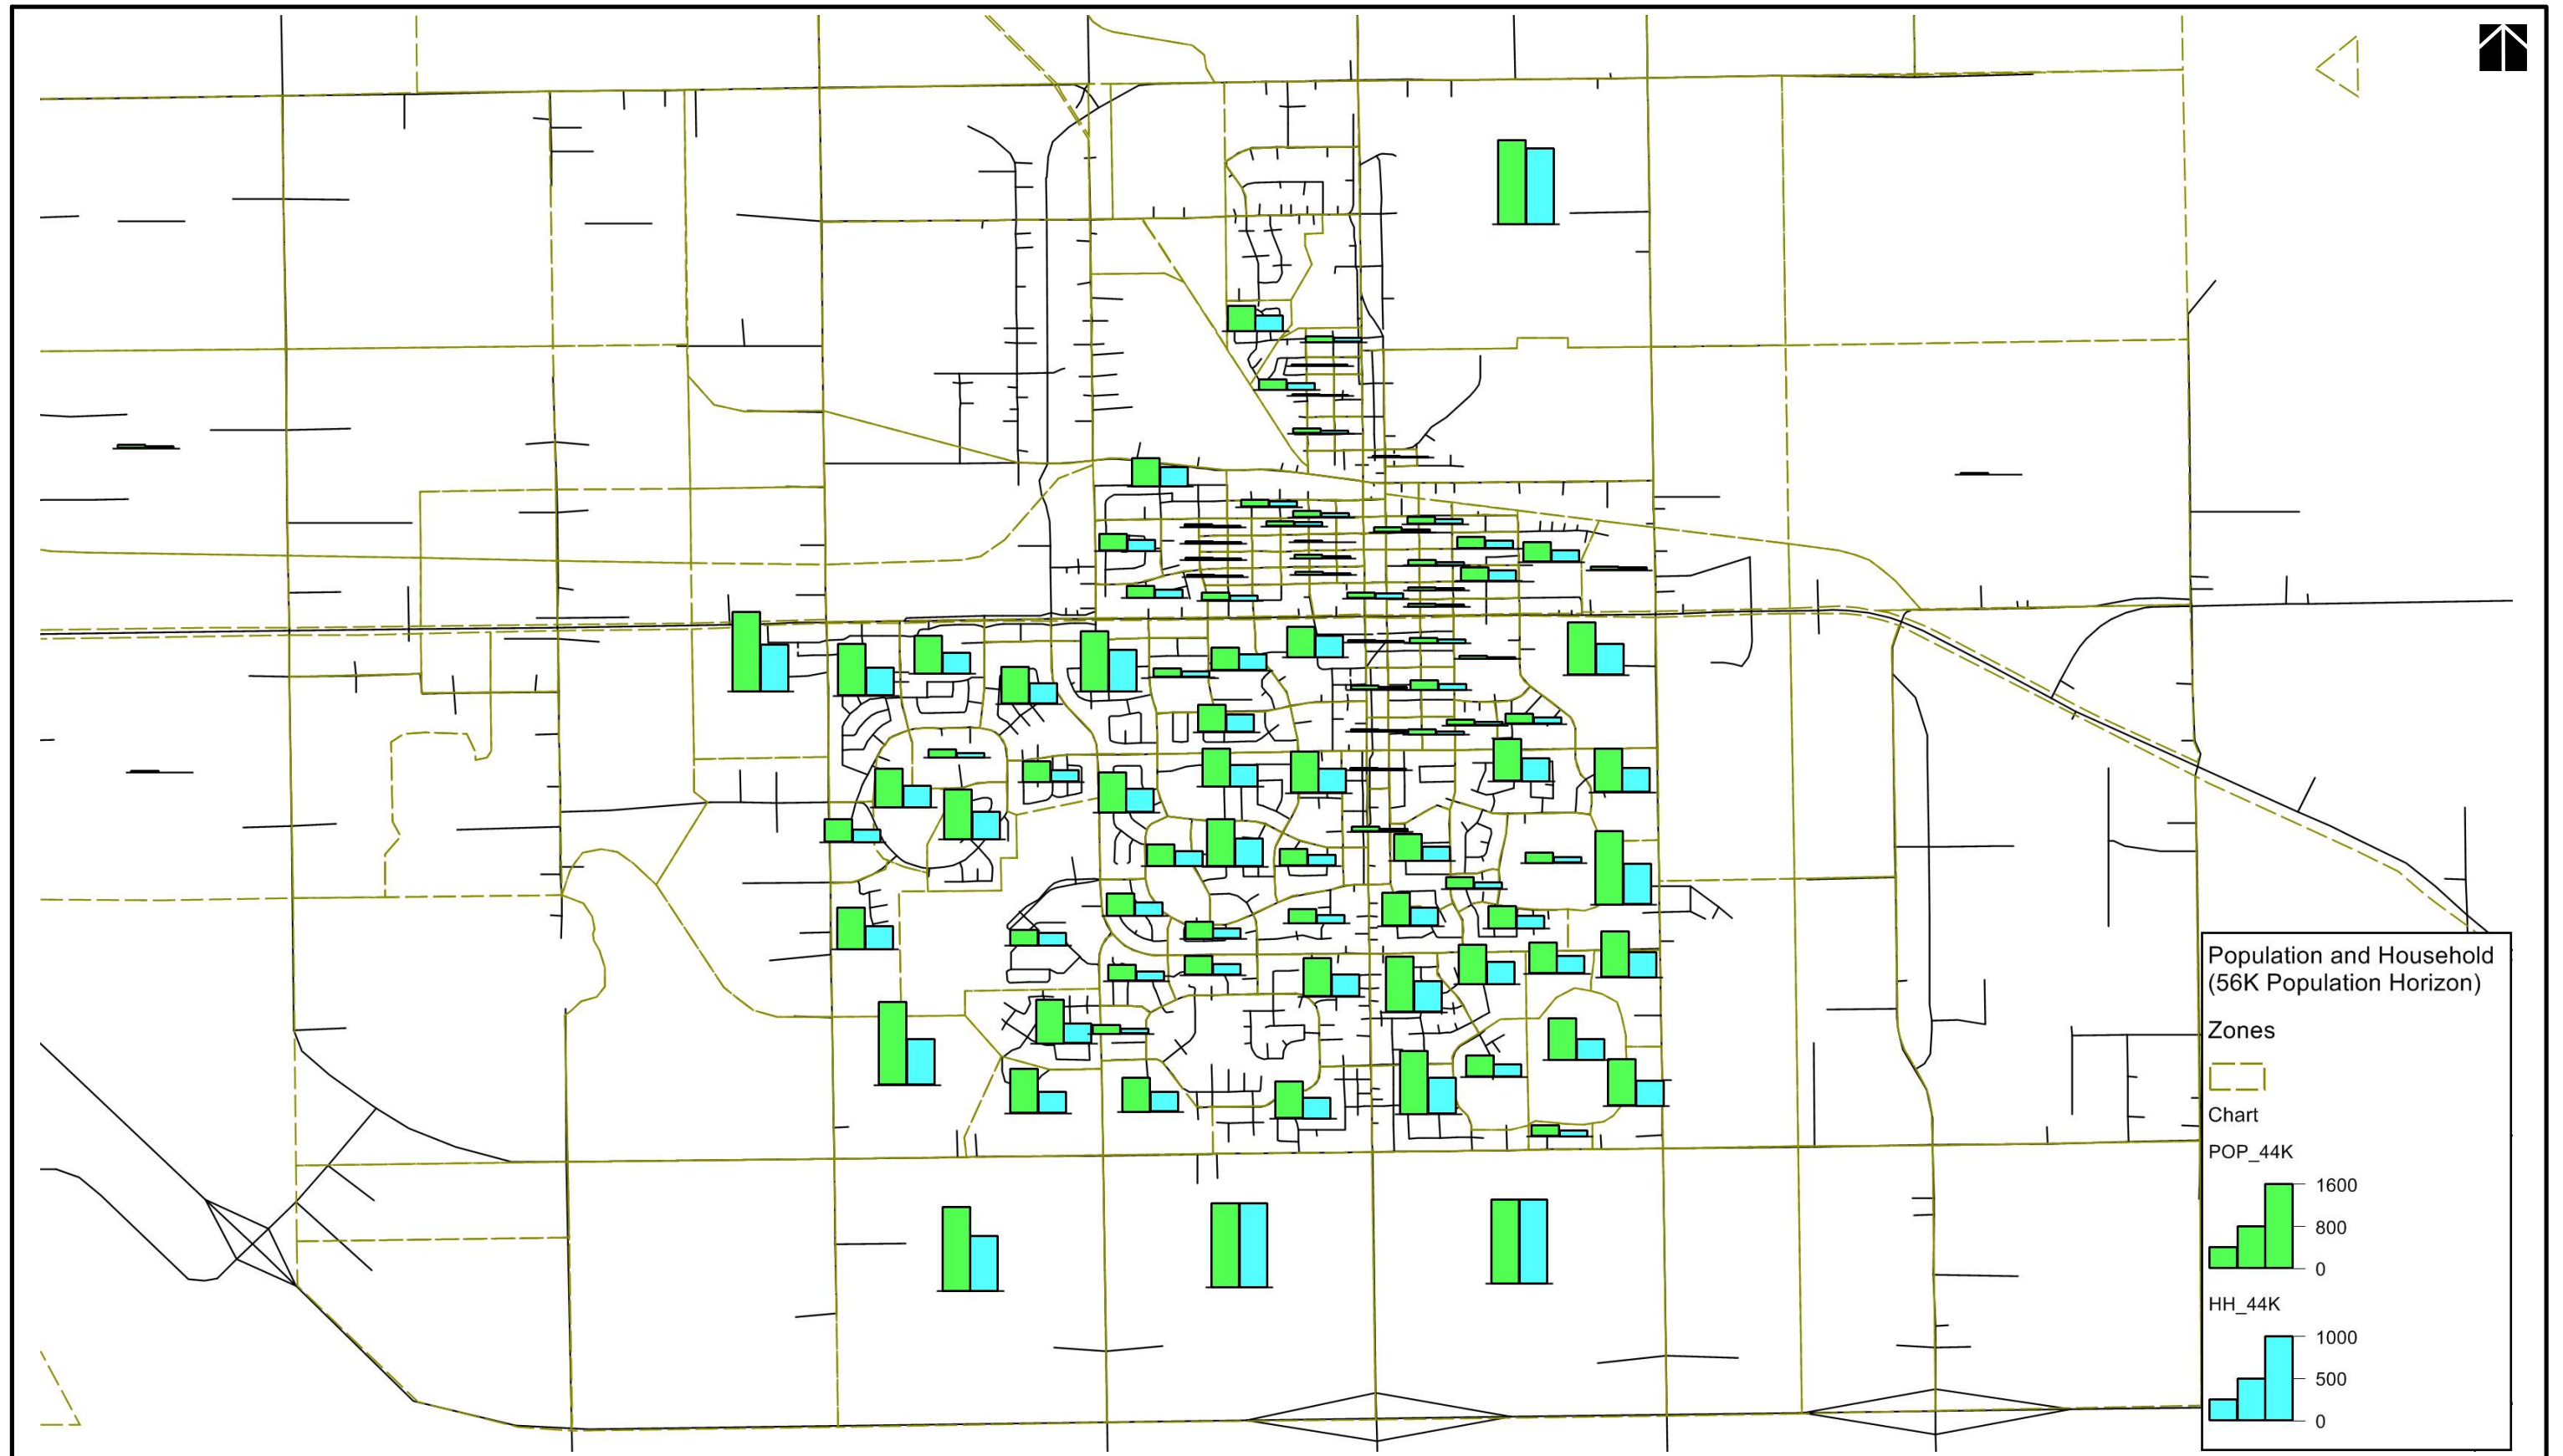 Population and Household
(56K Population Horizon)
Zones
Chart
POP_44K
1600
800
0
HH_44K
1000
500
0